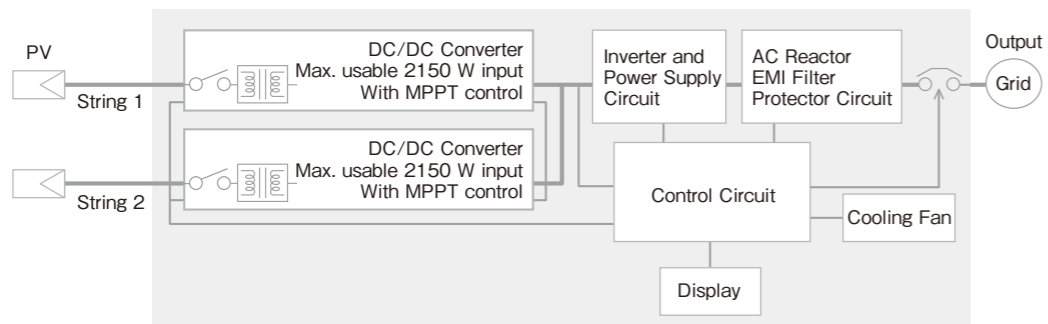 PV
String 1
String 2
DC/DC Converter
Max. usable 2150 W input
With MPPT control
DC/DC Converter
Max. usable 2150 W input
With MPPT control
Inverter and
Power Supply
Circuit
AC Reactor
EMI Filter
Protector Circuit
Output
Grid
Control Circuit
Cooling Fan
Display